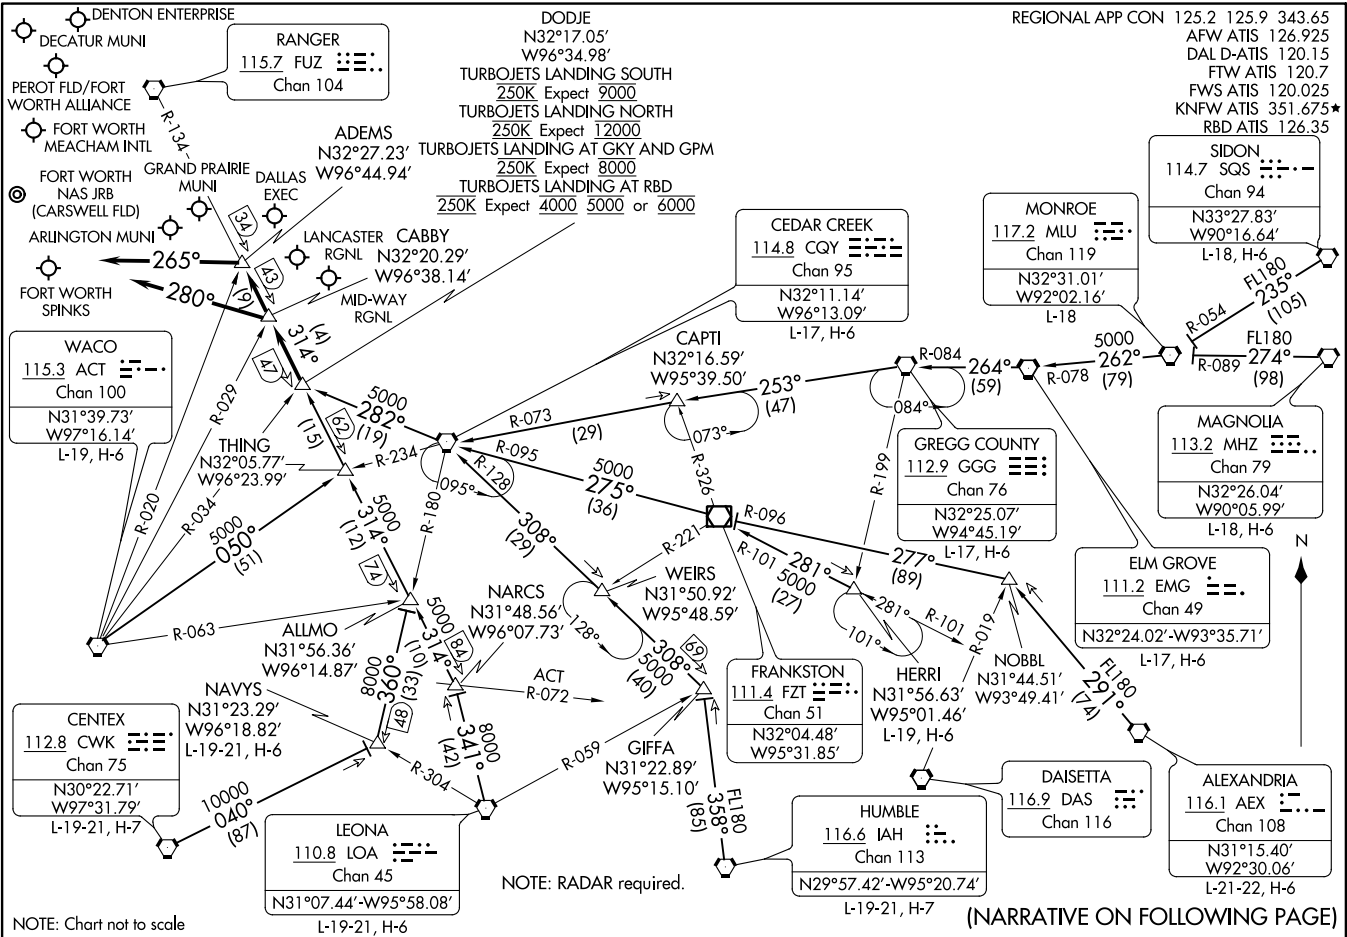 DENTON ENTERPRISE
DECATUR MUNI
PEROT FLD/FORT
WORTH ALLIANCE
FORT WORTH
MEACHAM INTL
FORT WORTH
NAS JRB
(CARSWELL FLD)
GRAND PRAIRIE
MUNI
DALLAS
EXEC
ARLINGTON MUNI
LANCASTER
RGNL
MID-WAY
RGNL
FORT WORTH
SPINKS
RANGER
115.7 FUZ
Chan 104
R-134
ADEMS
N32°27.23'
W96°44.94'
CABBY
N32°20.29'
W96°38.14'
DODJE
N32°17.05'
W96°34.98'
TURBOJETS LANDING SOUTH
250K Expect 9000
TURBOJETS LANDING NORTH
250K Expect 12000
TURBOJETS LANDING AT GKY AND GPM
250K Expect 8000
TURBOJETS LANDING AT RBD
250K Expect 4000 5000 or 6000
REGIONAL APP CON 125.2 125.9 343.65
AFW ATIS 126.925
DAL D-ATIS 120.15
FTW ATIS 120.7
FWS ATIS 120.025
KNFW ATIS 351.675★
RBD ATIS 126.35
SIDON
114.7 SQS
Chan 94
N33°27.83'
W90°16.64'
L-18, H-6
MONROE
117.2 MLU
Chan 119
N32°31.01'
W92°02.16'
L-18
CEDAR CREEK
114.8 CQY
Chan 95
N32°11.14'
W96°13.09'
L-17, H-6
34
265°
(9)
43
280°
(4)
314°
47
WACO
115.3 ACT
Chan 100
N31°39.73'
W97°16.14'
L-19, H-6
R-020
R-029
R-034
5000
050°
(51)
R-063
THING
N32°05.77'
W96°23.99'
(15)
62
5000
282°
(19)
R-234
R-180
095°
R-128
R-073
(29)
R-095
5000
275°
(36)
308°
(29)
CAPTI
N32°16.59'
W95°39.50'
253°
(47)
073°
R-326
R-084
264°
(59)
084°
R-199
R-078
5000
262°
(79)
R-054
FL180
235°
(105)
R-089
FL180
274°
(98)
MAGNOLIA
113.2 MHZ
Chan 79
N32°26.04'
W90°05.99'
L-18, H-6
GREGG COUNTY
112.9 GGG
Chan 76
N32°25.07'
W94°45.19'
L-17, H-6
ELM GROVE
111.2 EMG
Chan 49
N32°24.02'-W93°35.71'
L-17, H-6
N
R-096
R-221
R-101
281°
5000
(27)
277°
(89)
281°
101°
R-101
R-019
5000
314°
(12)
74
ALLMO
N31°56.36'
W96°14.87'
NARCS
N31°48.56'
W96°07.73'
5000
314°
(10)
84
ACT
R-072
WEIRS
N31°50.92'
W95°48.59'
128°
308°
5000
(40)
69
FRANKSTON
111.4 FZT
Chan 51
N32°04.48'
W95°31.85'
HERRI
N31°56.63'
W95°01.46'
L-19, H-6
NOBBL
N31°44.51'
W93°49.41'
FL180
291°
(74)
NAVYS
N31°23.29'
W96°18.82'
L-19-21, H-6
8000
360°
(33)
48
8000
341°
(42)
R-304
R-059
GIFFA
N31°22.89'
W95°15.10'
FL180
358°
(85)
CENTEX
112.8 CWK
Chan 75
N30°22.71'
W97°31.79'
L-19-21, H-7
10000
040°
(87)
LEONA
110.8 LOA
Chan 45
N31°07.44'-W95°58.08'
L-19-21, H-6
HUMBLE
116.6 IAH
Chan 113
N29°57.42'-W95°20.74'
L-19-21, H-7
DAISETTA
116.9 DAS
Chan 116
ALEXANDRIA
116.1 AEX
Chan 108
N31°15.40'
W92°30.06'
L-21-22, H-6
NOTE: RADAR required.
NOTE: Chart not to scale
(NARRATIVE ON FOLLOWING PAGE)